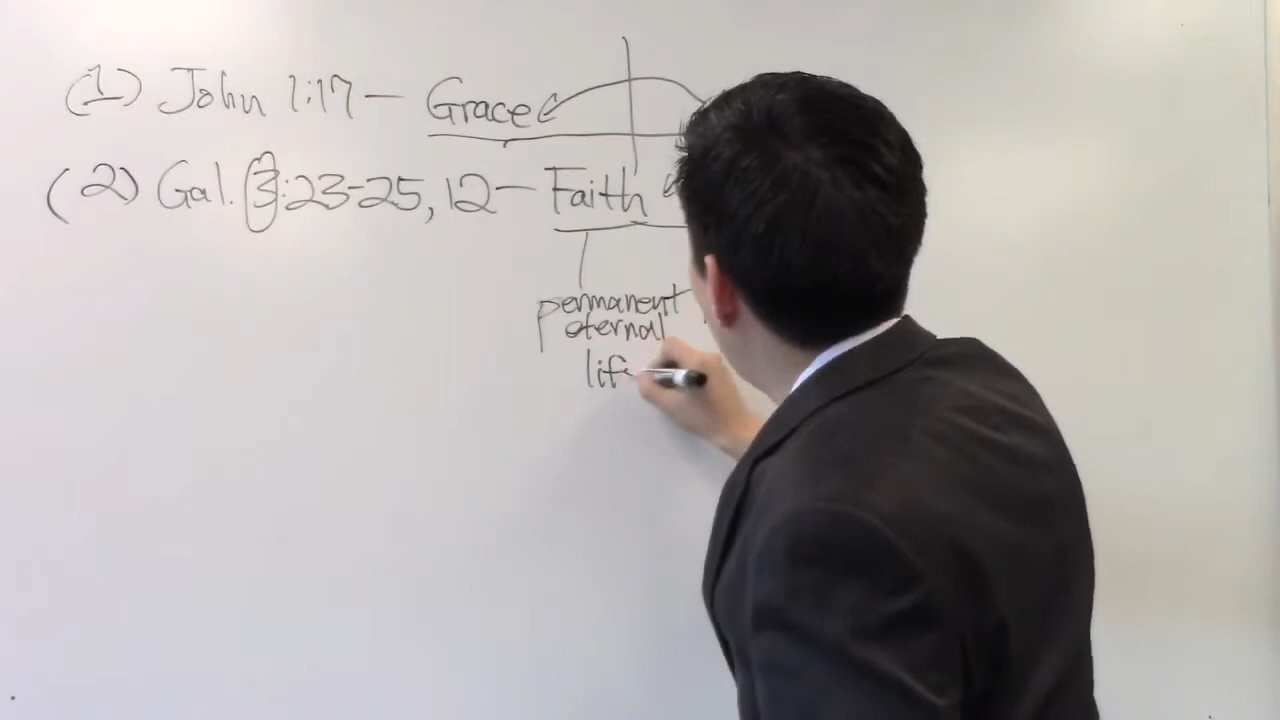 (1) John 1:17 — Grace
(2) Gal. 3:23-25, 12 — Faith
permanent
eternal
life